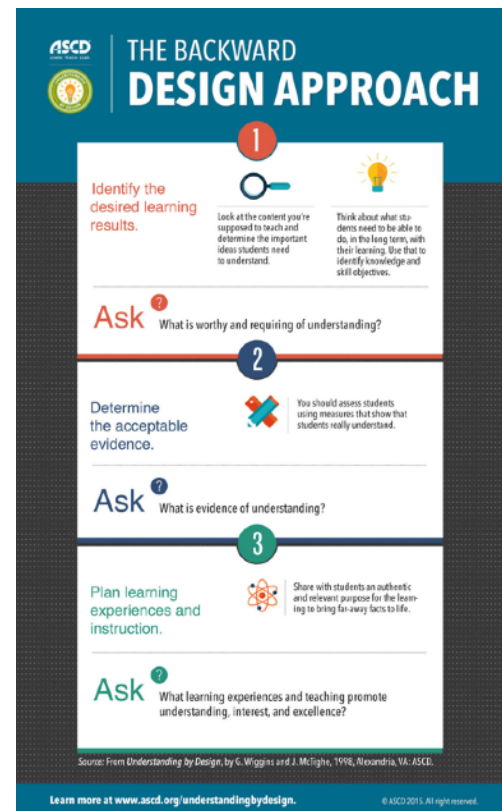 ASCD
LEARN. TEACH. LEAD.
THE BACKWARD
DESIGN APPROACH
1
Identify the
desired learning
results.
Look at the content you're
supposed to teach and
determine the important
ideas students need
to understand.
Think about what stu-
dents need to be able to
do, in the long term, with
their learning. Use that to
identify knowledge and
skill objectives.
Ask ?
What is worthy and requiring of understanding?
2
Determine
the acceptable
evidence.
You should assess students
using measures that show that
students really understand.
Ask ?
What is evidence of understanding?
3
Plan learning
experiences and
instruction.
Share with students an authentic
and relevant purpose for the learn-
ing to bring far-away facts to life.
Ask ?
What learning experiences and teaching promote
understanding, interest, and excellence?
Source: From Understanding by Design, by G. Wiggins and J. McTighe, 1998, Alexandria, VA: ASCD.
Learn more at www.ascd.org/understandingbydesign.
© ASCD 2015. All right reserved.